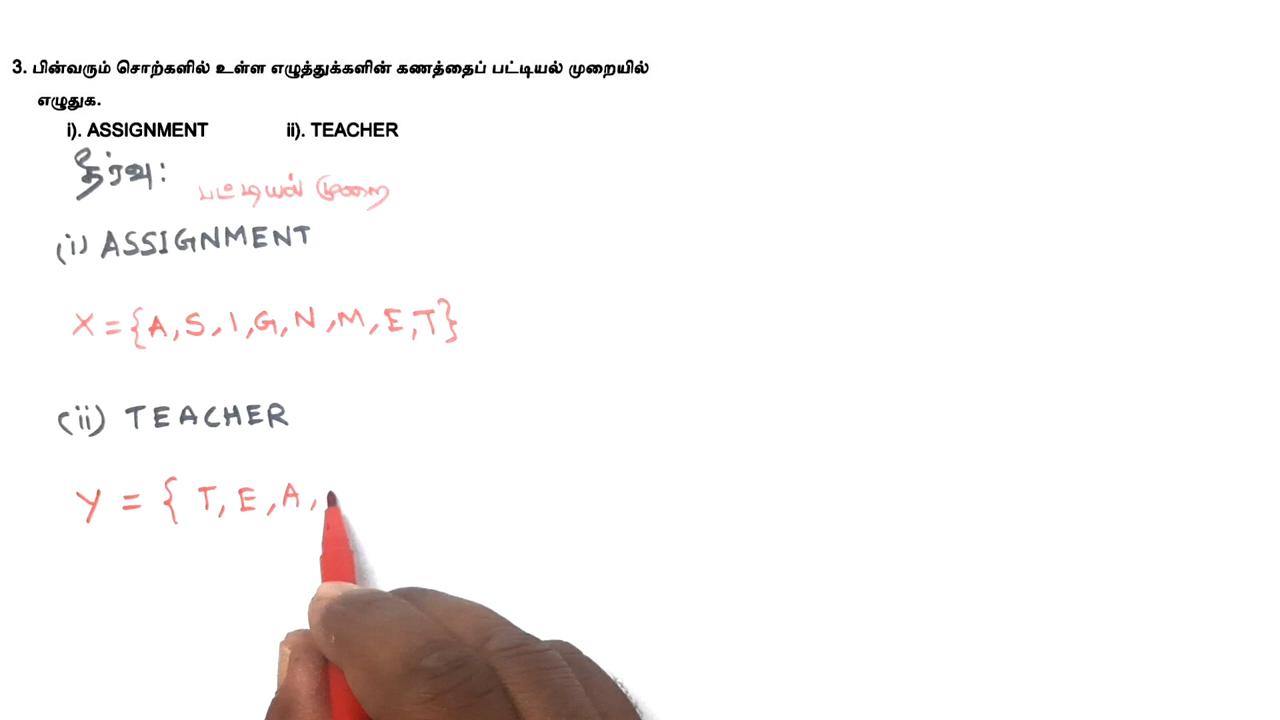 3. பின்வரும் சொற்களில் உள்ள எழுத்துக்களின் கணத்தைப் பட்டியல் முறையில்
எழுதுக.
i). ASSIGNMENT ii). TEACHER
தீர்வு:
பட்டியல் முறை
(i) ASSIGNMENT
X = {A, S, I, G, N, M, E, T}
(ii) TEACHER
Y = { T, E, A,